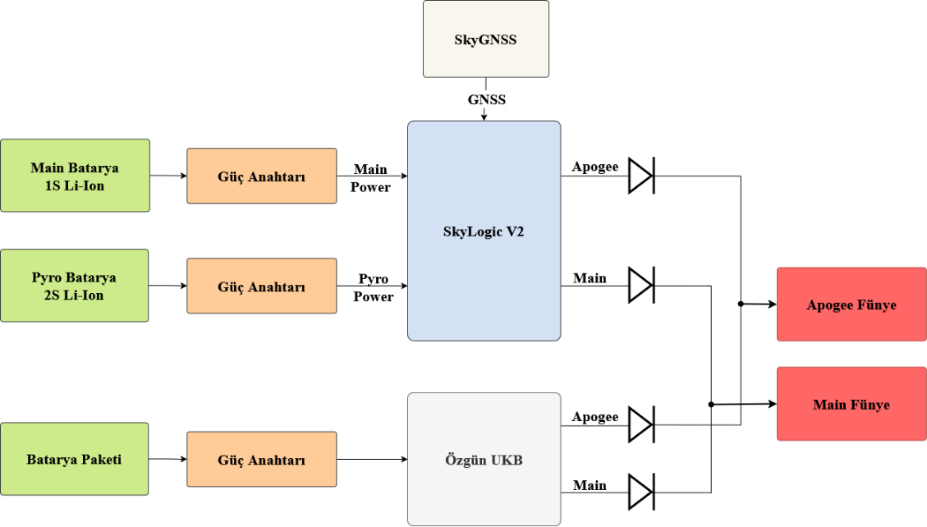 SkyGNSS
GNSS
Main Batarya
1S Li-Ion
Güç Anahtarı
Main
Power
SkyLogic V2
Apogee
Pyro Batarya
2S Li-Ion
Güç Anahtarı
Pyro
Power
Main
Apogee Fünye
Main Fünye
Batarya Paketi
Güç Anahtarı
Özgün UKB
Apogee
Main